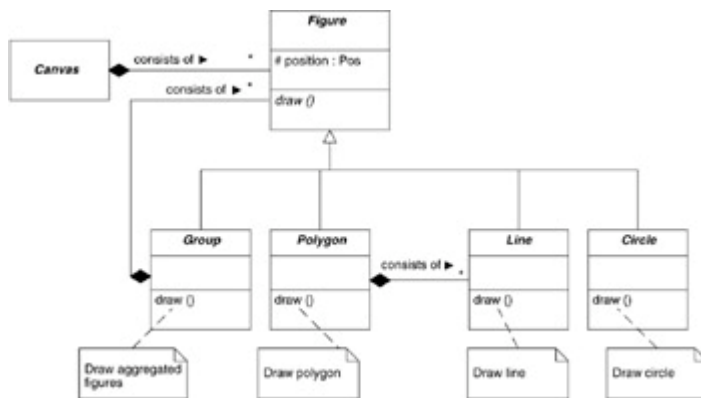 Figure
consists of ▶ *
# position : Pos
Canvas
consists of ▶ *
draw ()
Group
Polygon
Line
Circle
consists of ▶
*
draw ()
draw ()
draw ()
draw ()
Draw aggregated
figures
Draw polygon
Draw line
Draw circle